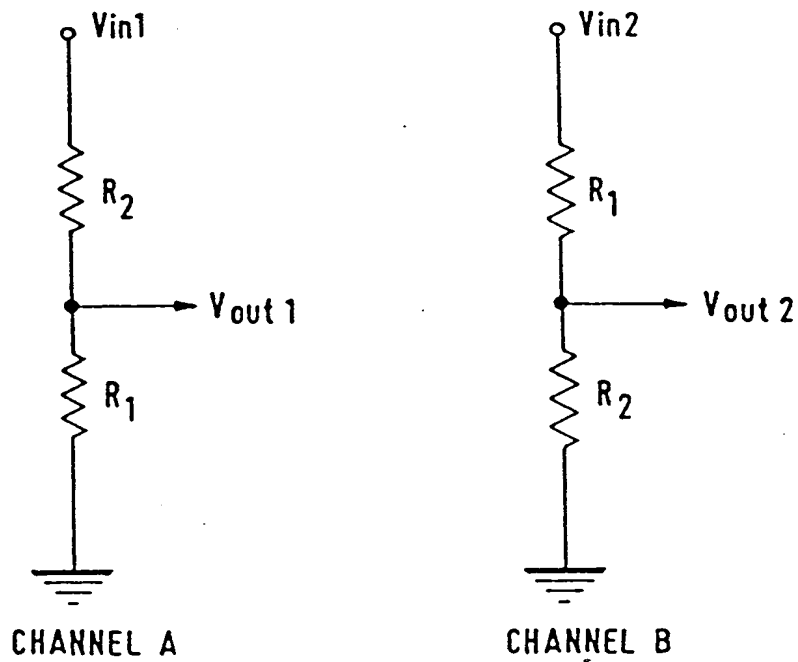 Vin1
R2
Vout 1
R1
CHANNEL A
Vin2
R1
Vout 2
R2
CHANNEL B